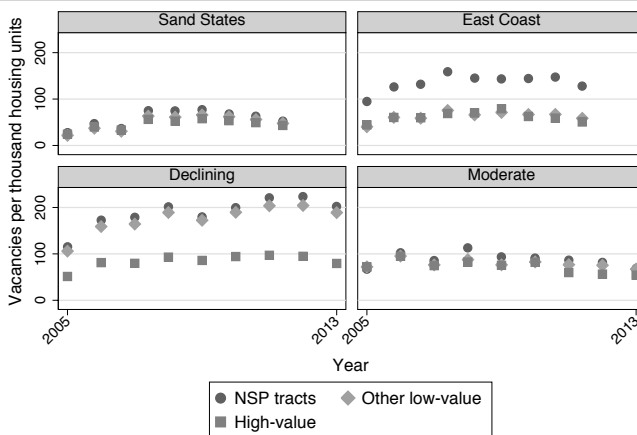 Sand States
East Coast
Vacancies per thousand housing units
200
100
0
Declining
Moderate
200
100
0
2005
2013
2005
2013
Year
NSP tracts
Other low-value
High-value